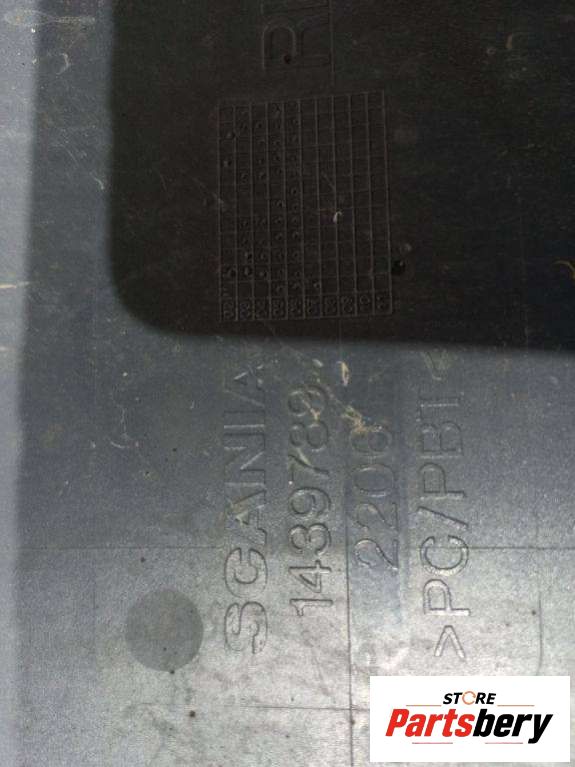 SCANIA
1439789
2206
>PC/PBT<
STORE
Partsbery